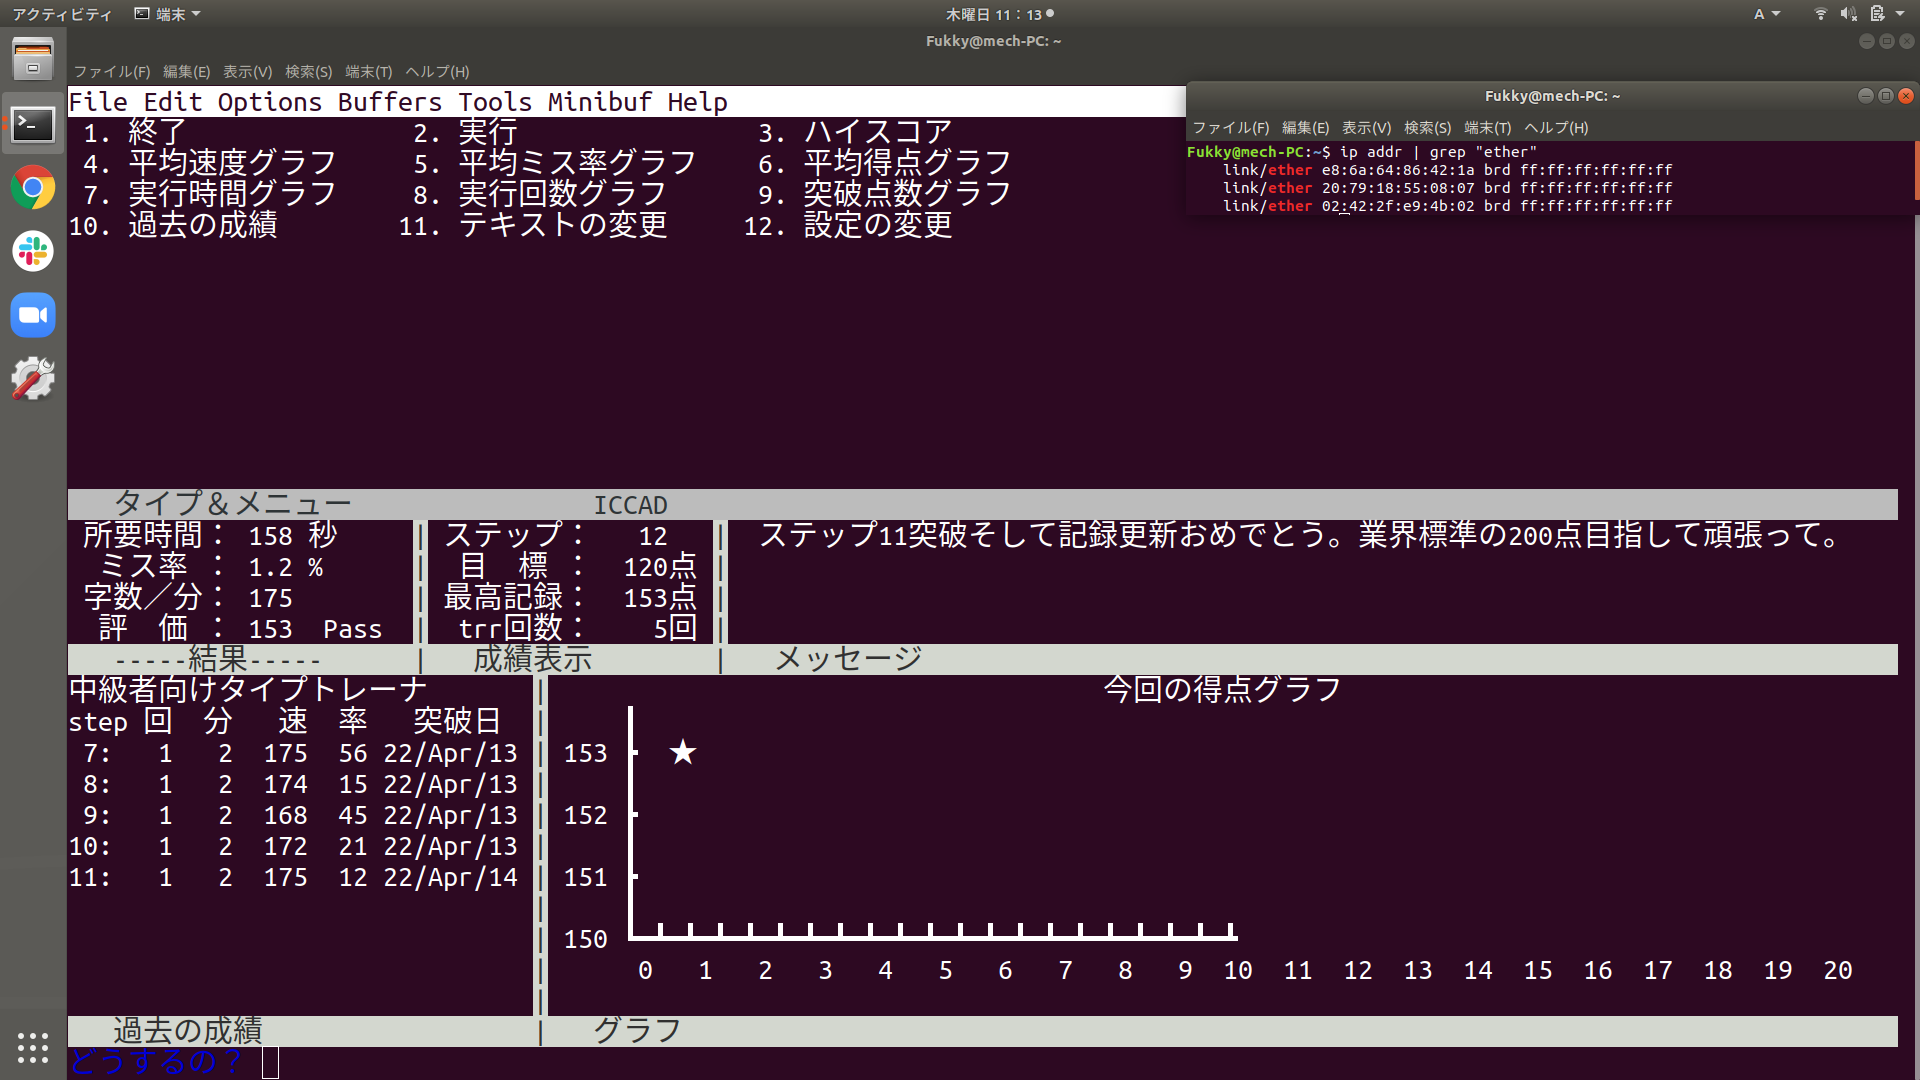 アクティビティ 端末 木曜日 11：13 A
Fukky@mech-PC: ~
ファイル(F) 編集(E) 表示(V) 検索(S) 端末(T) ヘルプ(H)
File Edit Options Buffers Tools Minibuf Help
1. 終了 2. 実行 3. ハイスコア
4. 平均速度グラフ 5. 平均ミス率グラフ 6. 平均得点グラフ
7. 実行時間グラフ 8. 実行回数グラフ 9. 突破点数グラフ
10. 過去の成績 11. テキストの変更 12. 設定の変更
Fukky@mech-PC: ~
ファイル(F) 編集(E) 表示(V) 検索(S) 端末(T) ヘルプ(H)
Fukky@mech-PC:~$ ip addr | grep "ether"
link/ether e8:6a:64:86:42:1a brd ff:ff:ff:ff:ff:ff
link/ether 20:79:18:55:08:07 brd ff:ff:ff:ff:ff:ff
link/ether 02:42:2f:e9:4b:02 brd ff:ff:ff:ff:ff:ff
タイプ＆メニュー ICCAD
所要時間： 158 秒 | ステップ： 12 | ステップ11突破そして記録更新おめでとう。業界標準の200点目指して頑張って。
ミス率 ： 1.2 % | 目 標 ： 120点 |
字数／分： 175 | 最高記録： 153点 |
評 価 ： 153 Pass | trr回数： 5回 |
-----結果----- | 成績表示 | メッセージ
中級者向けタイプトレーナ | 今回の得点グラフ
step 回 分 速 率 突破日
7: 1 2 175 56 22/Apr/13 | 153 ★
8: 1 2 174 15 22/Apr/13
9: 1 2 168 45 22/Apr/13 | 152
10: 1 2 172 21 22/Apr/13
11: 1 2 175 12 22/Apr/14 | 151
150
0 1 2 3 4 5 6 7 8 9 10 11 12 13 14 15 16 17 18 19 20
過去の成績 | グラフ
どうするの？